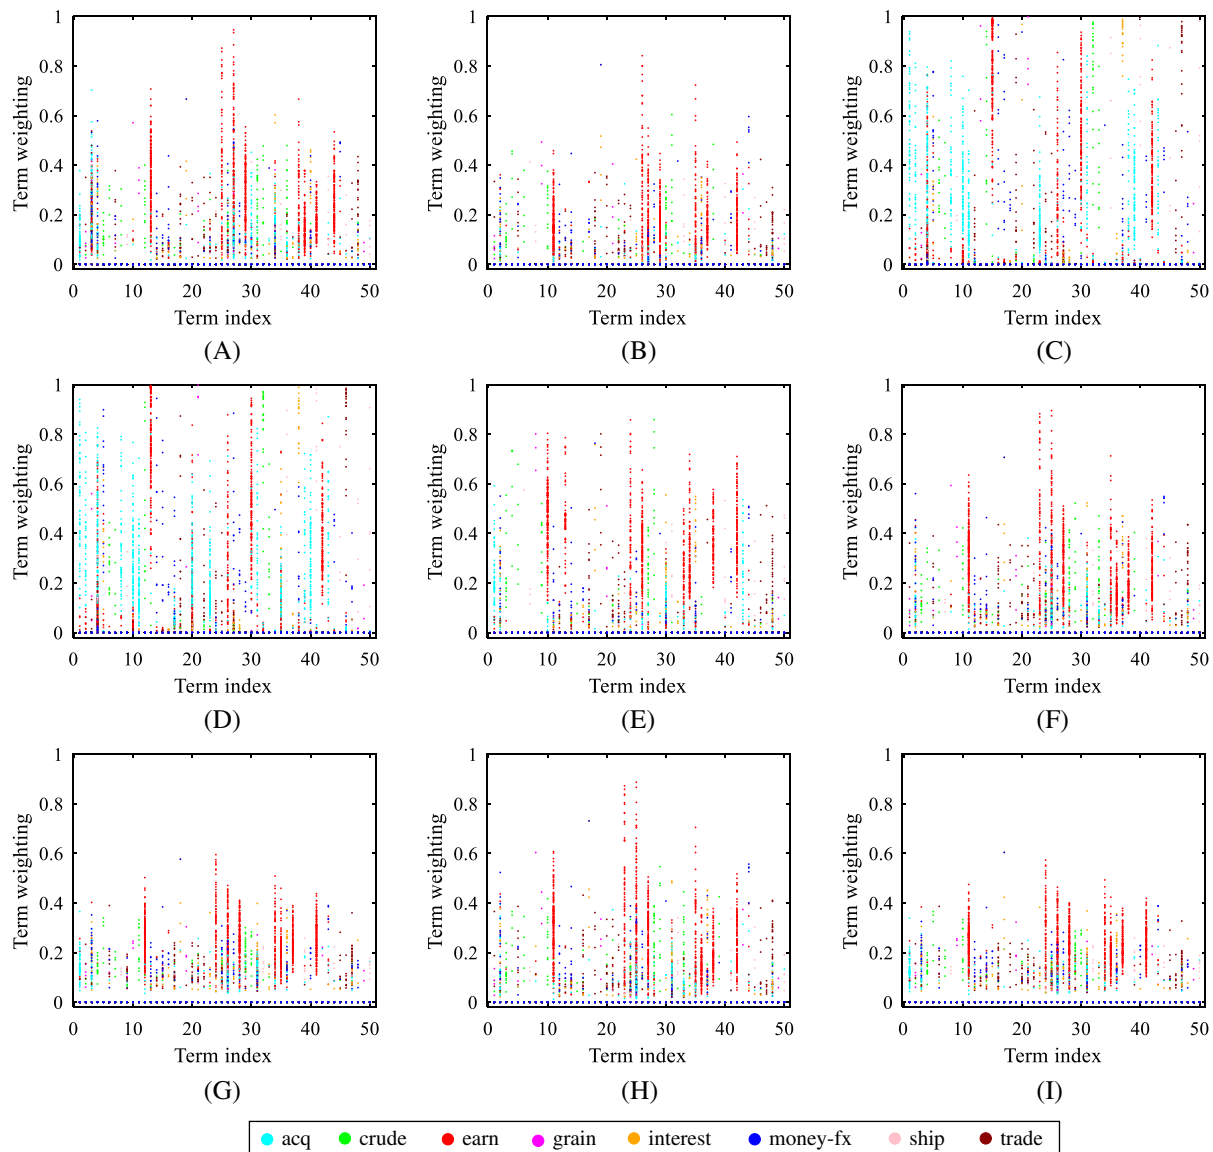 1 1 1
0.8 0.8 0.8
0.6 0.6 0.6
0.4 0.4 0.4
0.2 0.2 0.2
0 0 0
Term weighting Term weighting Term weighting
0 10 20 30 40 50 0 10 20 30 40 50 0 10 20 30 40 50
Term index Term index Term index
(A) (B) (C)
1 1 1
0.8 0.8 0.8
0.6 0.6 0.6
0.4 0.4 0.4
0.2 0.2 0.2
0 0 0
Term weighting Term weighting Term weighting
0 10 20 30 40 50 0 10 20 30 40 50 0 10 20 30 40 50
Term index Term index Term index
(D) (E) (F)
1 1 1
0.8 0.8 0.8
0.6 0.6 0.6
0.4 0.4 0.4
0.2 0.2 0.2
0 0 0
Term weighting Term weighting Term weighting
0 10 20 30 40 50 0 10 20 30 40 50 0 10 20 30 40 50
Term index Term index Term index
(G) (H) (I)
acq crude earn grain interest money-fx ship trade